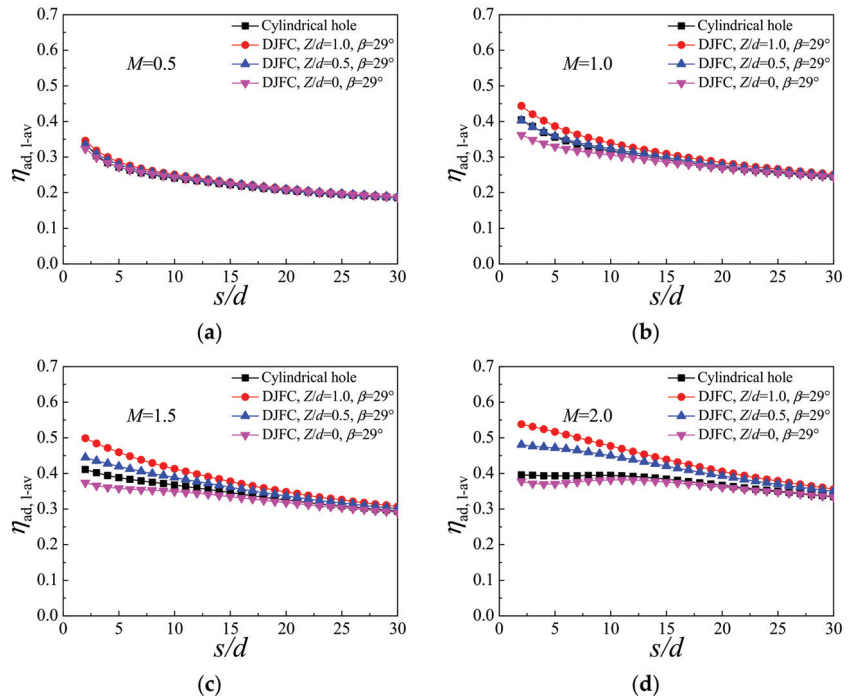 0.7
0.6
0.5
0.4
0.3
0.2
0.1
0.0
η_ad, l-av
M=0.5
Cylindrical hole
DJFC, Z/d=1.0, β=29°
DJFC, Z/d=0.5, β=29°
DJFC, Z/d=0, β=29°
0 5 10 15 20 25 30
s/d
(a)
0.7
0.6
0.5
0.4
0.3
0.2
0.1
0.0
η_ad, l-av
M=1.0
Cylindrical hole
DJFC, Z/d=1.0, β=29°
DJFC, Z/d=0.5, β=29°
DJFC, Z/d=0, β=29°
0 5 10 15 20 25 30
s/d
(b)
0.7
0.6
0.5
0.4
0.3
0.2
0.1
0.0
η_ad, l-av
M=1.5
Cylindrical hole
DJFC, Z/d=1.0, β=29°
DJFC, Z/d=0.5, β=29°
DJFC, Z/d=0, β=29°
0 5 10 15 20 25 30
s/d
(c)
0.7
0.6
0.5
0.4
0.3
0.2
0.1
0.0
η_ad, l-av
M=2.0
Cylindrical hole
DJFC, Z/d=1.0, β=29°
DJFC, Z/d=0.5, β=29°
DJFC, Z/d=0, β=29°
0 5 10 15 20 25 30
s/d
(d)